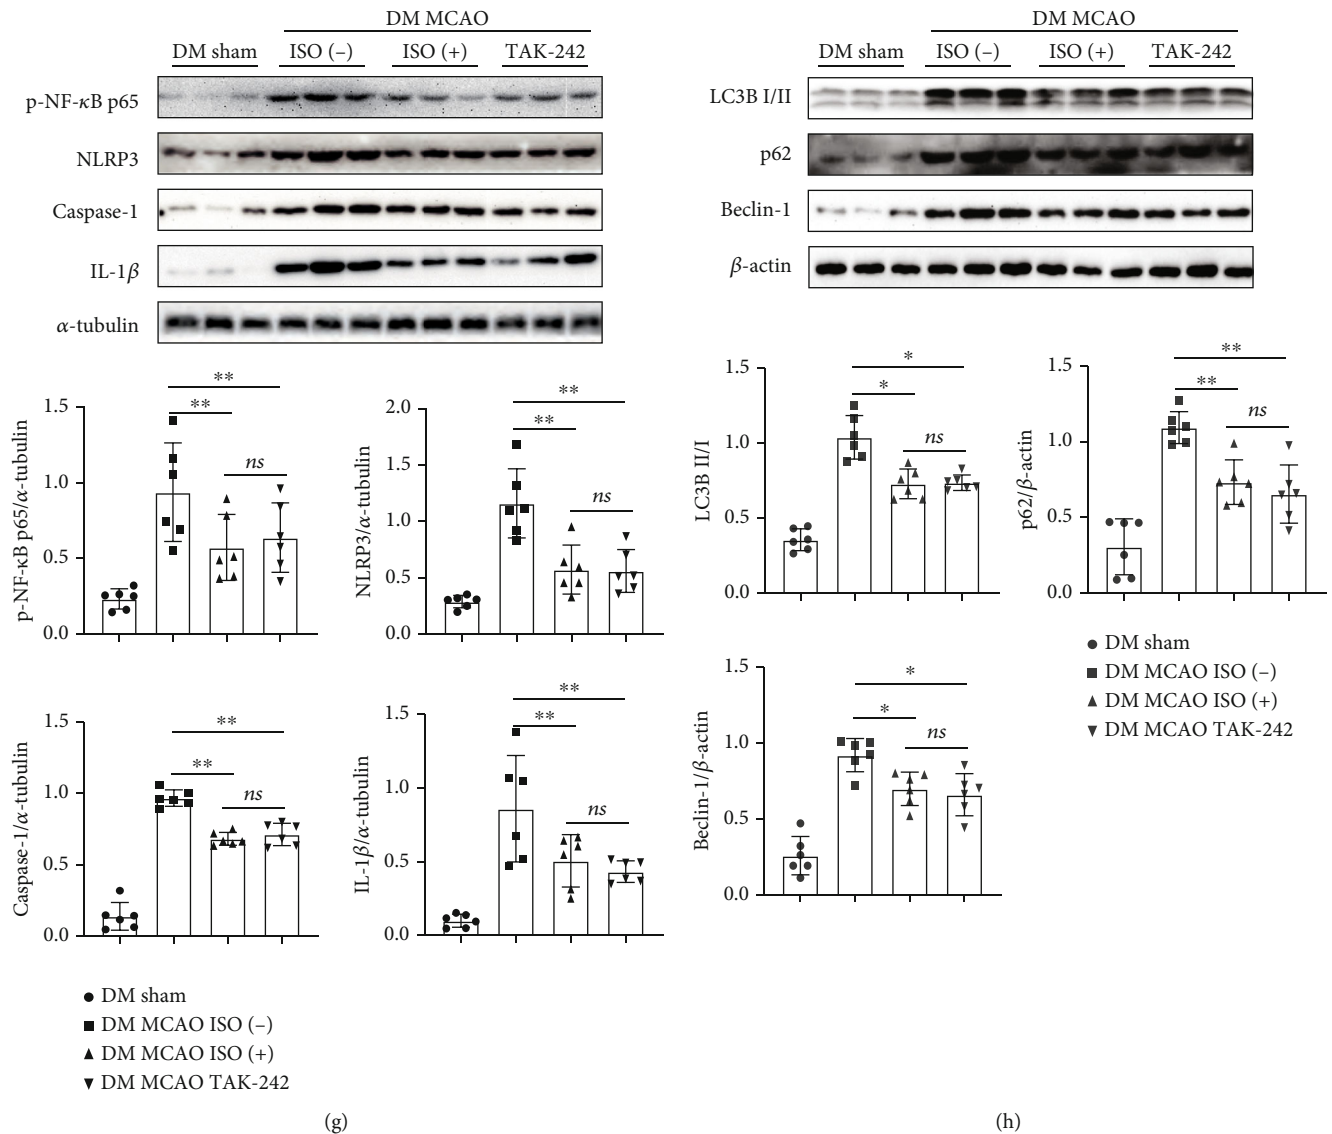 DM MCAO
DM sham ISO (–) ISO (+) TAK-242
p-NF-κB p65
NLRP3
Caspase-1
IL-1β
α-tubulin
DM MCAO
DM sham ISO (–) ISO (+) TAK-242
LC3B I/II
p62
Beclin-1
β-actin
p-NF-κB p65/α-tubulin
1.5
1.0
0.5
0.0
**
**
ns
NLRP3/α-tubulin
2.0
1.5
1.0
0.5
0.0
**
**
ns
Caspase-1/α-tubulin
1.5
1.0
0.5
0.0
**
**
ns
IL-1β/α-tubulin
1.5
1.0
0.5
0.0
**
**
ns
DM sham
DM MCAO ISO (–)
DM MCAO ISO (+)
DM MCAO TAK-242
(g)
LC3B II/I
1.5
1.0
0.5
0.0
*
*
ns
p62/β-actin
1.5
1.0
0.5
0.0
**
**
ns
DM sham
DM MCAO ISO (–)
DM MCAO ISO (+)
DM MCAO TAK-242
Beclin-1/β-actin
1.5
1.0
0.5
0.0
*
*
ns
(h)